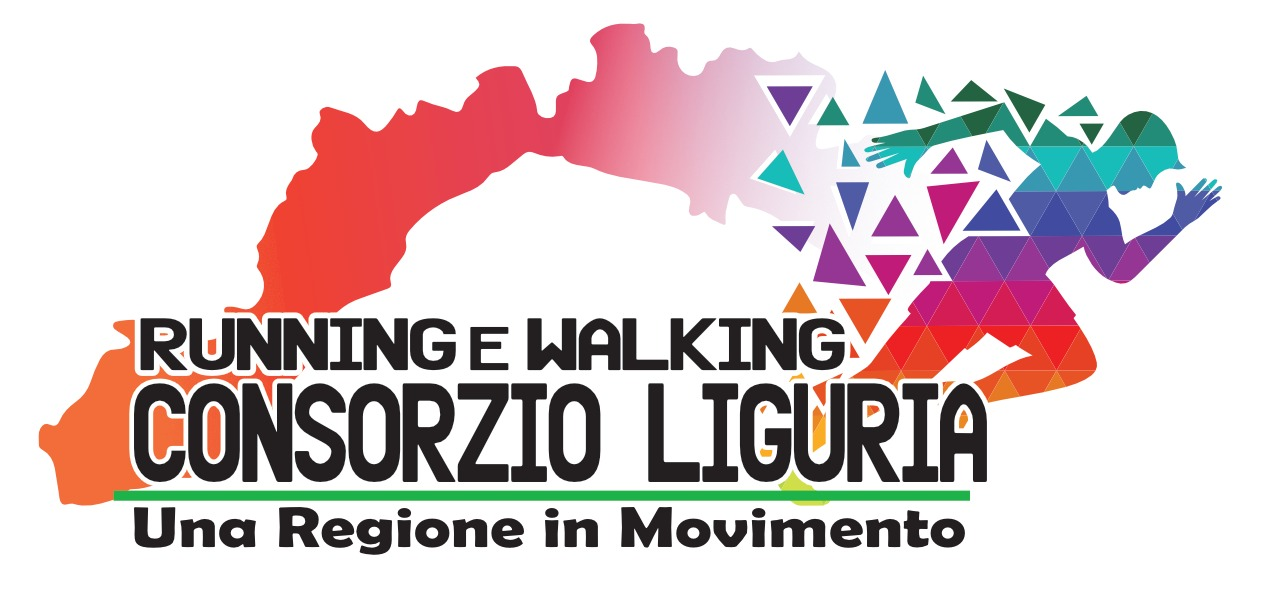 RUNNING E WALKING
CONSORZIO LIGURIA
Una Regione in Movimento